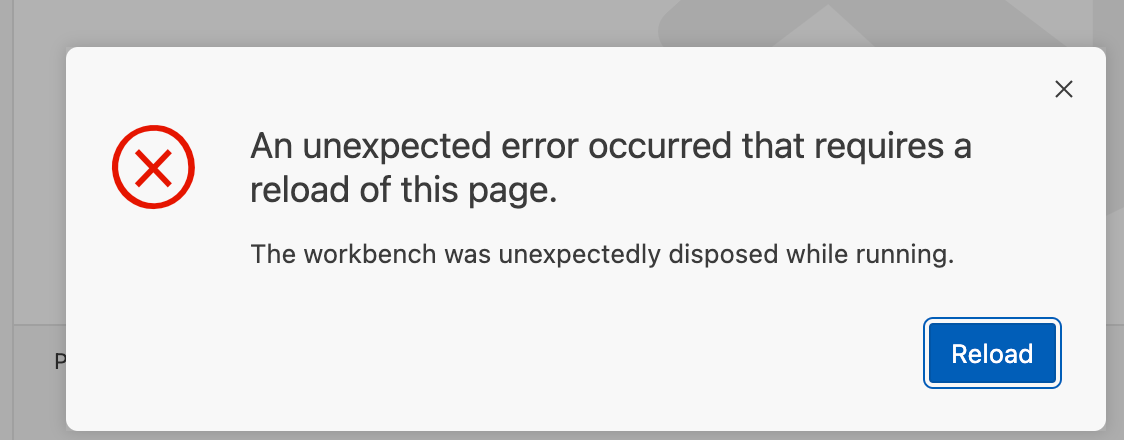 An unexpected error occurred that requires a
reload of this page.
The workbench was unexpectedly disposed while running.
Reload
P